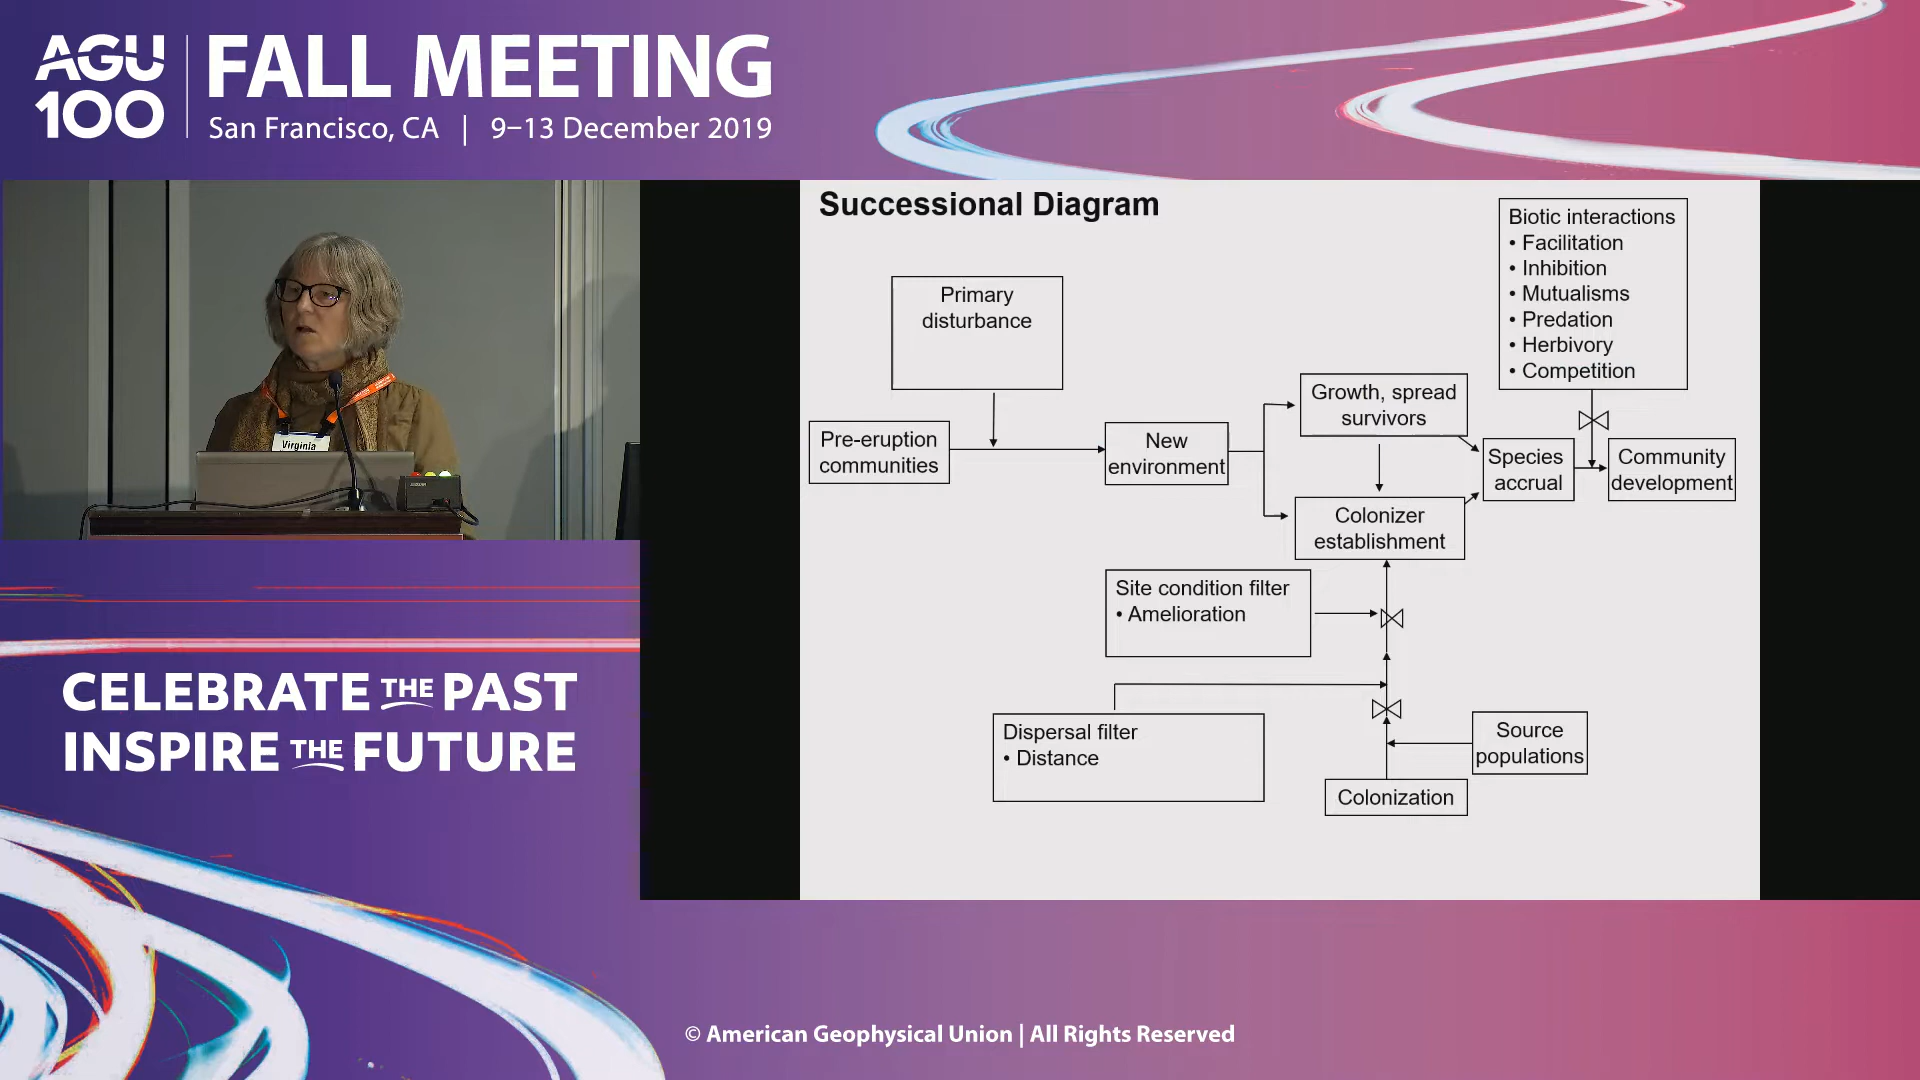 AGU
100
FALL MEETING
San Francisco, CA | 9–13 December 2019
Virginia
CELEBRATE THE PAST
INSPIRE THE FUTURE
Successional Diagram
Primary
disturbance
Pre-eruption
communities
New
environment
Growth, spread
survivors
Colonizer
establishment
Biotic interactions
• Facilitation
• Inhibition
• Mutualisms
• Predation
• Herbivory
• Competition
Species
accrual
Community
development
Site condition filter
• Amelioration
Dispersal filter
• Distance
Source
populations
Colonization
© American Geophysical Union | All Rights Reserved